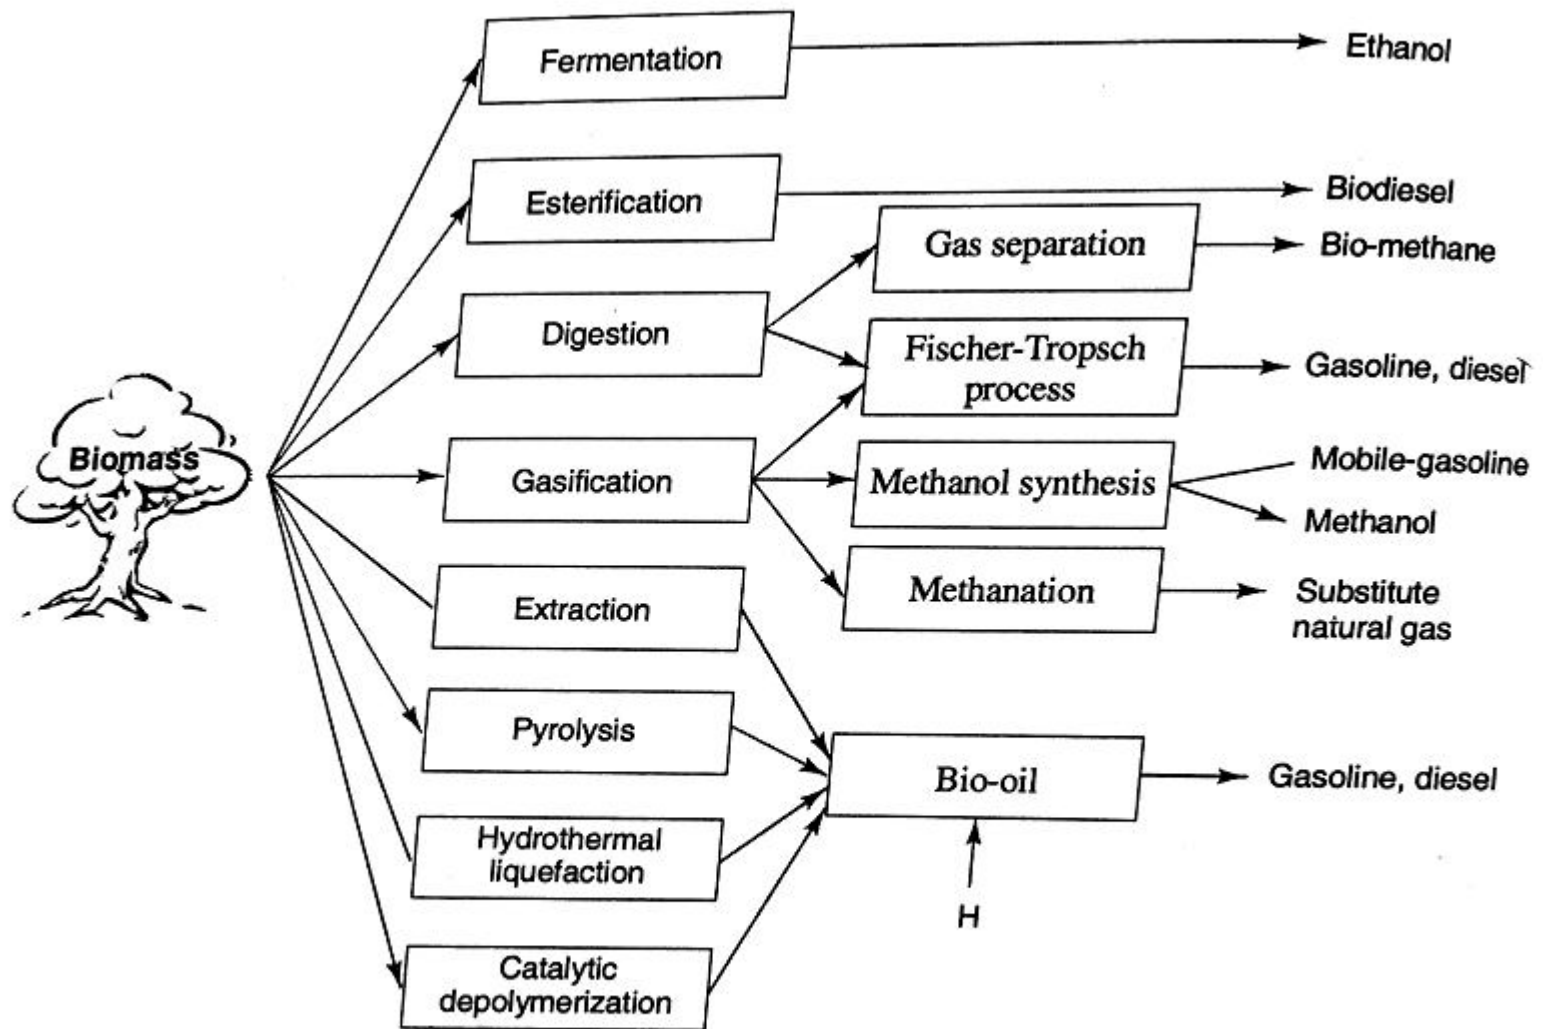 Fermentation
Ethanol
Esterification
Biodiesel
Gas separation
Bio-methane
Digestion
Fischer-Tropsch
process
Gasoline, diesel
Biomass
Gasification
Methanol synthesis
Mobile-gasoline
Methanol
Extraction
Methanation
Substitute
natural gas
Pyrolysis
Bio-oil
Gasoline, diesel
Hydrothermal
liquefaction
H
Catalytic
depolymerization